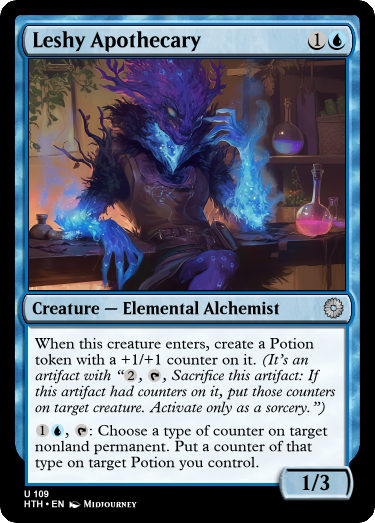 Leshy Apothecary 1
Creature — Elemental Alchemist
When this creature enters, create a Potion
token with a +1/+1 counter on it. (It's an
artifact with “2, , Sacrifice this artifact: If
this artifact had counters on it, put those counters
on target creature. Activate only as a sorcery.”)
1 , : Choose a type of counter on target
nonland permanent. Put a counter of that
type on target Potion you control.
1/3
U 109
HTH • EN Midjourney